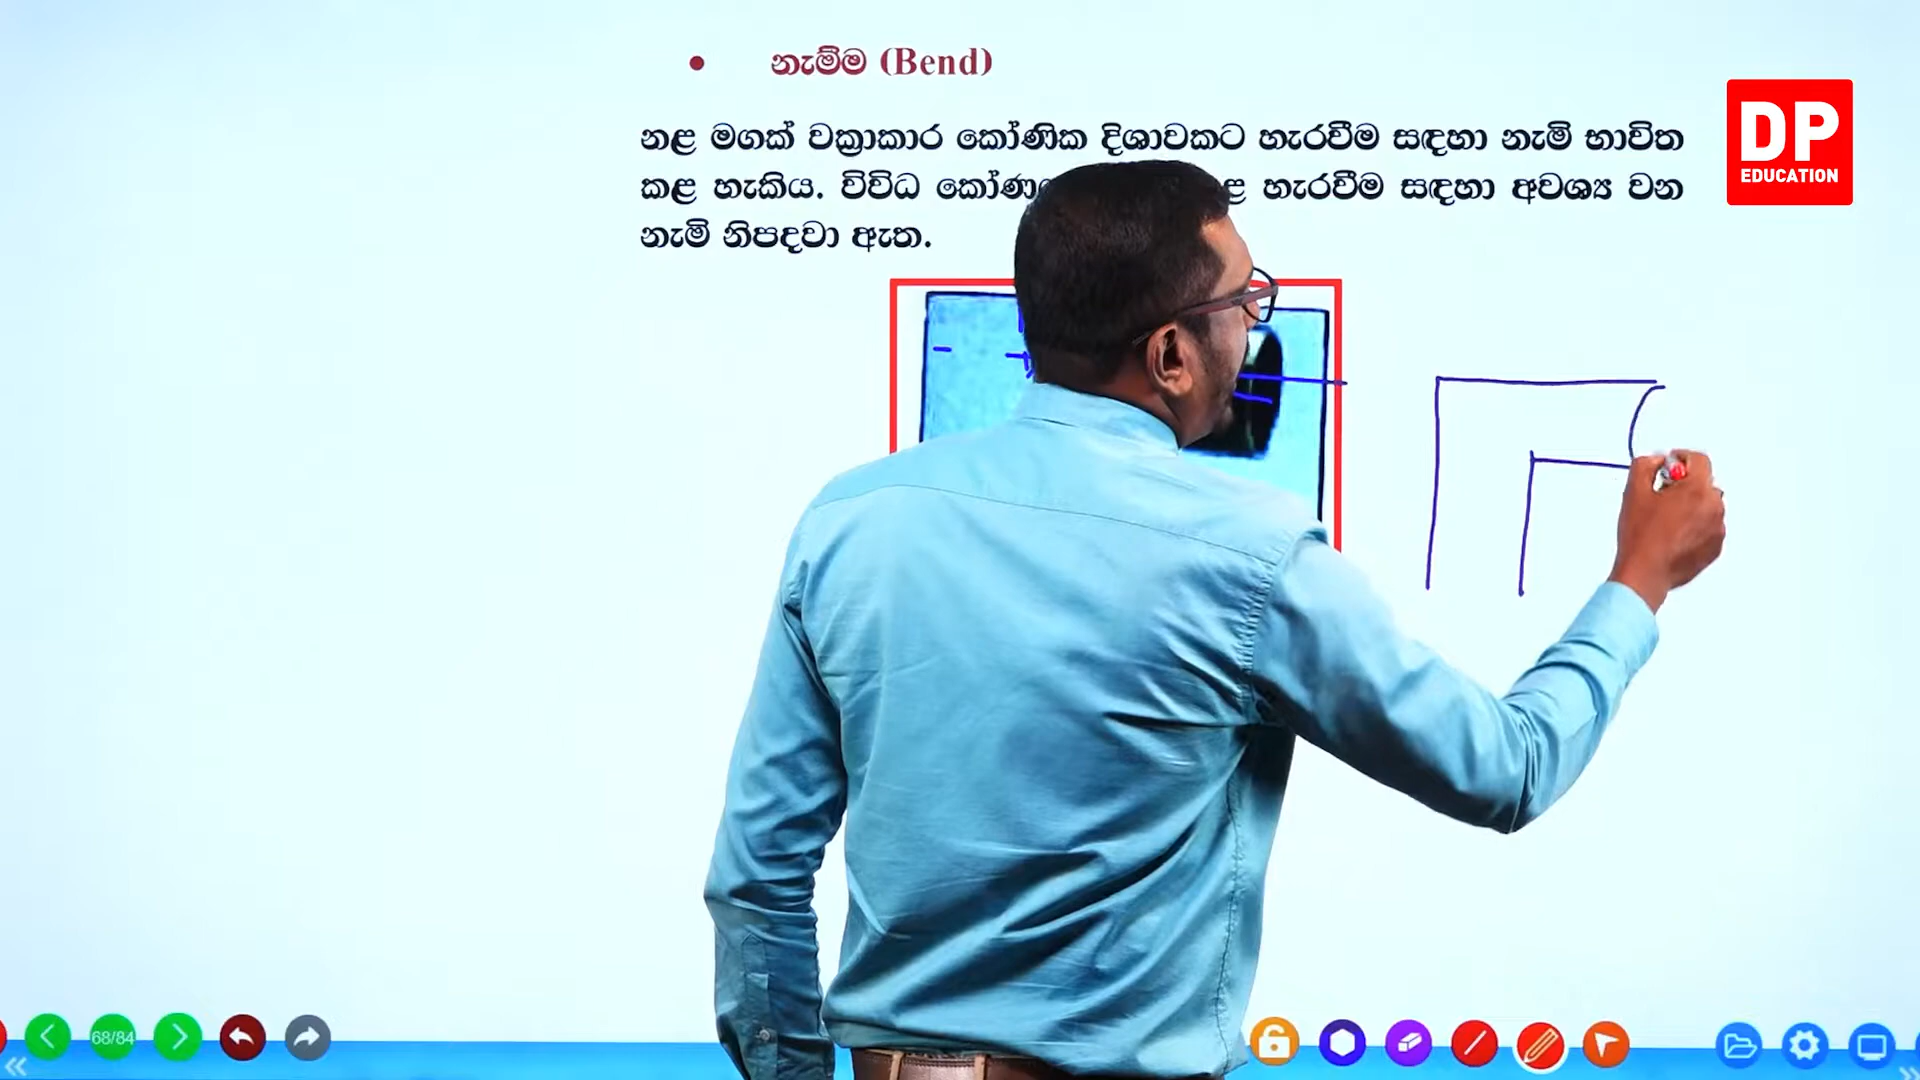 • නැම්ම (Bend)
නළ මගක් වක්‍රාකාර කෝණික දිශාවකට හැරවීම සඳහා නැමි භාවිත
කළ හැකිය. විවිධ හැරවීම සඳහා අවශ්‍ය වන
නැමි නිපදවා ඇත.
DP
EDUCATION
68/84